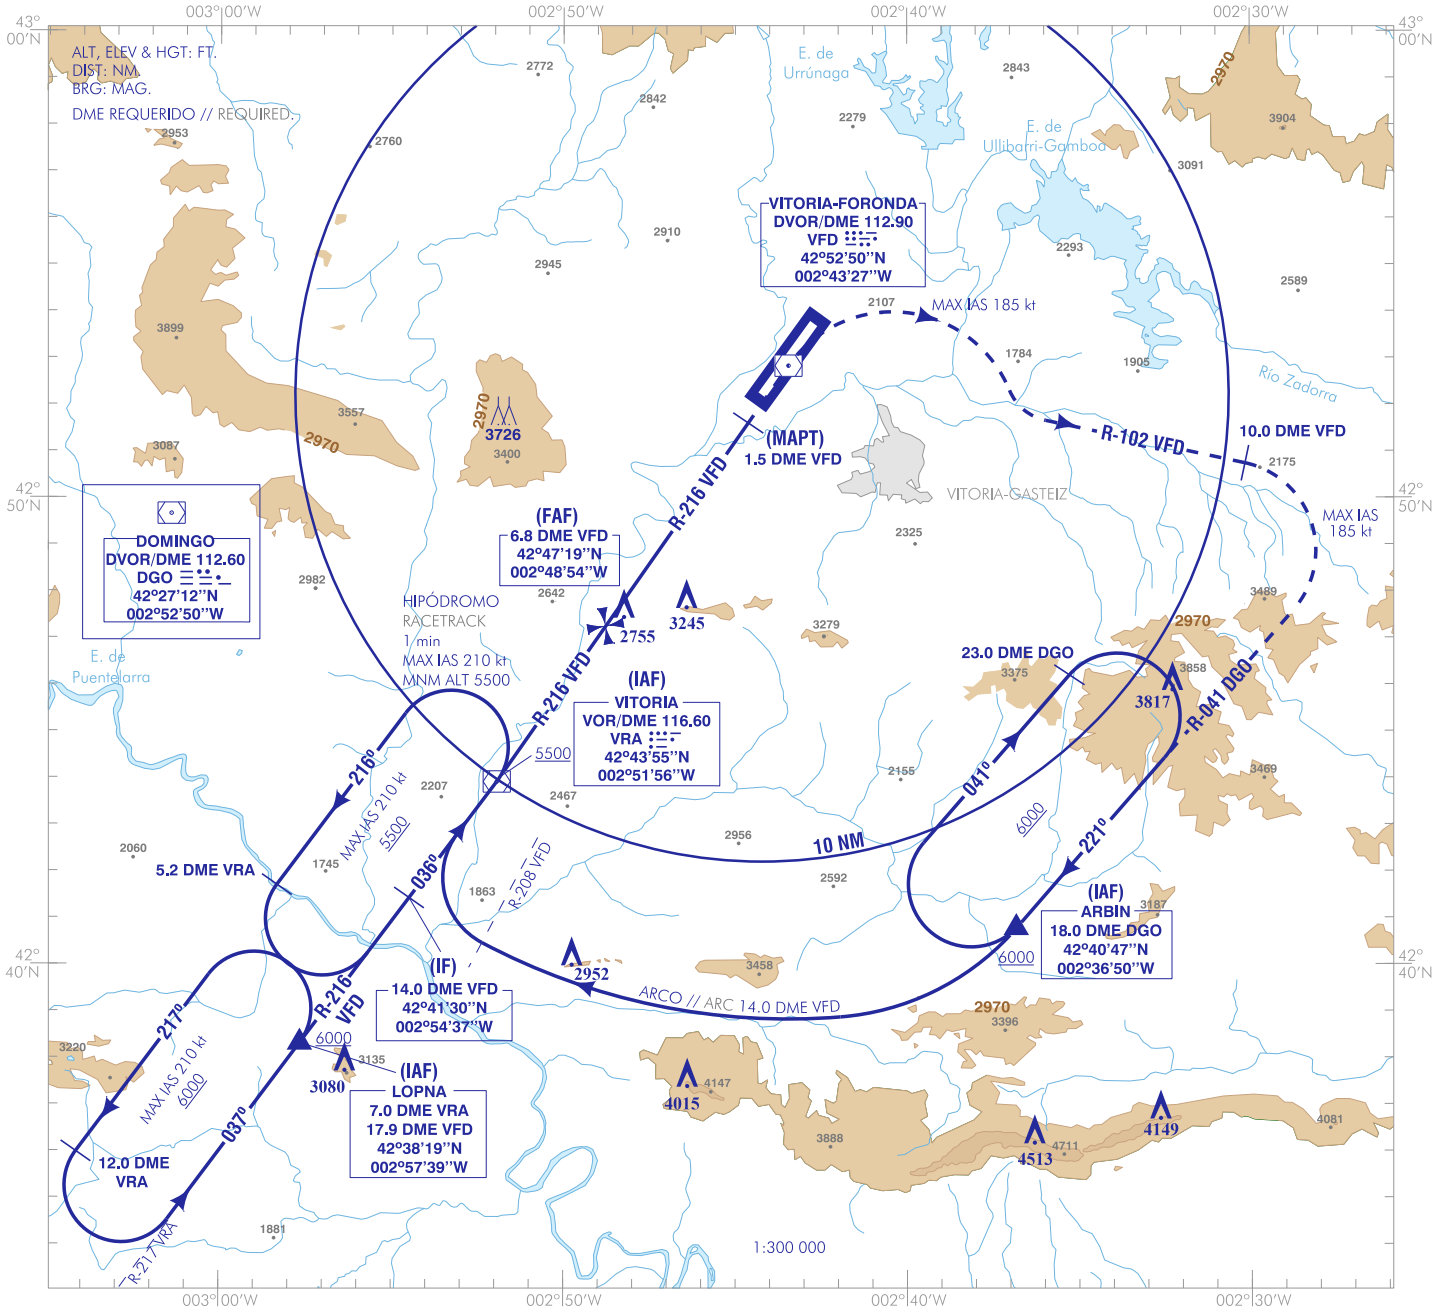 003°00'W
002°50'W
002°40'W
002°30'W
43°
00'N
43°
00'N
ALT, ELEV & HGT: FT.
DIST: NM.
BRG: MAG.
DME REQUERIDO // REQUIRED.
2953
2772
2842
2760
2279
E. de
Urrúnaga
2843
E. de
Ullibarri-Gamboa
2970
3904
3091
VITORIA-FORONDA
DVOR/DME 112.90
VFD
42°52'50''N
002°43'27''W
2910
2945
2293
2589
2107
MAX IAS 185 kt
3899
1784
1905
Río Zadorra
3557
2970
3087
2970
3726
3400
(MAPT)
1.5 DME VFD
R-102 VFD
10.0 DME VFD
2175
42°
50'N
42°
50'N
VITORIA-GASTEIZ
R-216 VFD
MAX IAS
185 kt
DOMINGO
DVOR/DME 112.60
DGO
42°27'12''N
002°52'50''W
(FAF)
6.8 DME VFD
42°47'19''N
002°48'54''W
2325
2982
2642
HIPÓDROMO
RACETRACK
1 min
MAX IAS 210 kt
MNM ALT 5500
2755
3245
3279
3489
2970
E. de
Puentelarra
R-216 VFD
(IAF)
VITORIA
VOR/DME 116.60
VRA
42°43'55''N
002°51'56''W
23.0 DME DGO
3375
3858
3817
R-041 DGO
5500
216°
MAX IAS 210 kt
5500
2207
2467
2155
041°
6000
221°
3469
2060
5.2 DME VRA
1745
036°
1863
R-208 VFD
2956
10 NM
2592
(IAF)
ARBIN
18.0 DME DGO
42°40'47''N
002°36'50''W
3187
6000
42°
40'N
42°
40'N
(IF)
14.0 DME VFD
42°41'30''N
002°54'37''W
2952
3458
ARCO // ARC 14.0 DME VFD
2970
3396
R-216
VFD
217°
MAX IAS 210 kt
6000
3220
6000
3135
3080
(IAF)
LOPNA
7.0 DME VRA
17.9 DME VFD
42°38'19''N
002°57'39''W
4015
4147
037°
3888
4513
4711
4149
4081
12.0 DME
VRA
R-217 VRA
1881
1:300 000
003°00'W
002°50'W
002°40'W
002°30'W